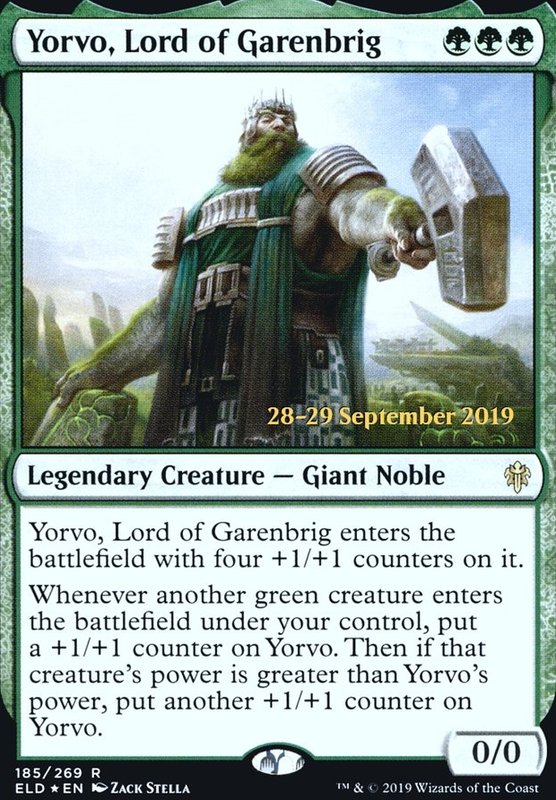 Yorvo, Lord of Garenbrig
28–29 September 2019
Legendary Creature — Giant Noble
Yorvo, Lord of Garenbrig enters the
battlefield with four +1/+1 counters on it.
Whenever another green creature enters
the battlefield under your control, put
a +1/+1 counter on Yorvo. Then if that
creature's power is greater than Yorvo's
power, put another +1/+1 counter on
Yorvo.
0/0
185/269 R
ELD ★ EN Zack Stella
™ & © 2019 Wizards of the Coast